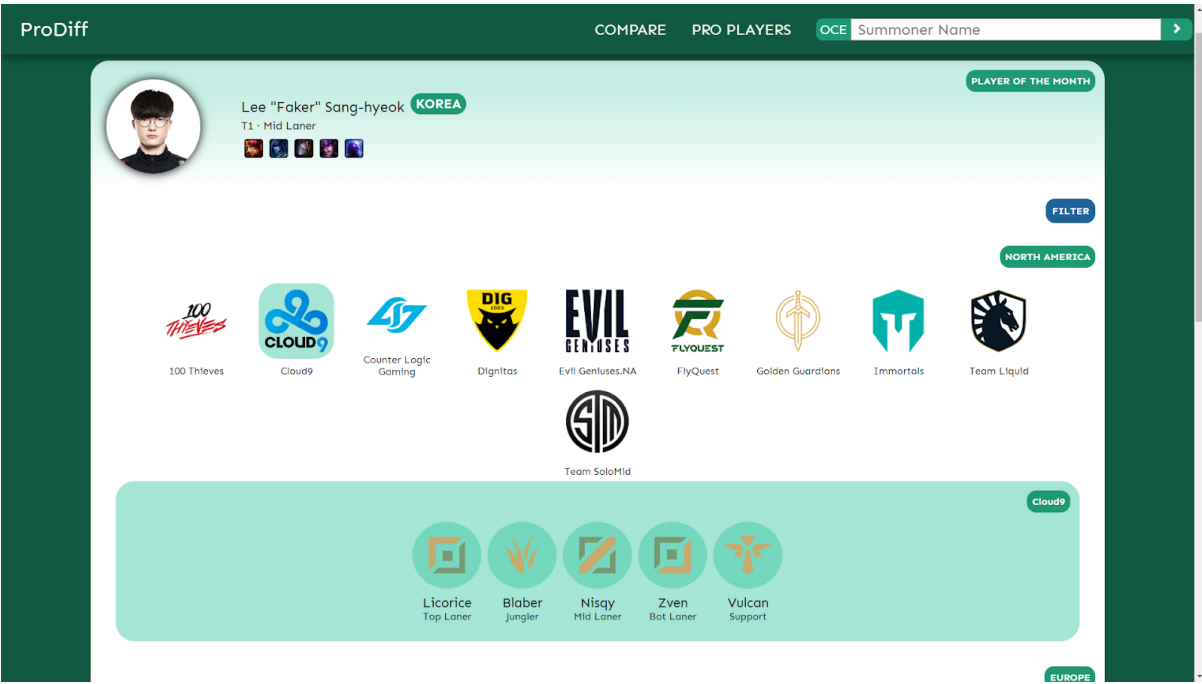 ProDiff
COMPARE PRO PLAYERS OCE Summoner Name
PLAYER OF THE MONTH
Lee "Faker" Sang-hyeok KOREA
T1 · Mid Laner
FILTER
NORTH AMERICA
100 THIEVES
CLOUD9
DIG
EVIL GENIUSES
FLYQUEST
100 Thieves
Cloud9
Counter Logic
Gaming
Dignitas
Evil Geniuses.NA
FlyQuest
Golden Guardians
Immortals
Team Liquid
TSM
Team SoloMid
Cloud9
Licorice
Top Laner
Blaber
Jungler
Nisqy
Mid Laner
Zven
Bot Laner
Vulcan
Support
EUROPE